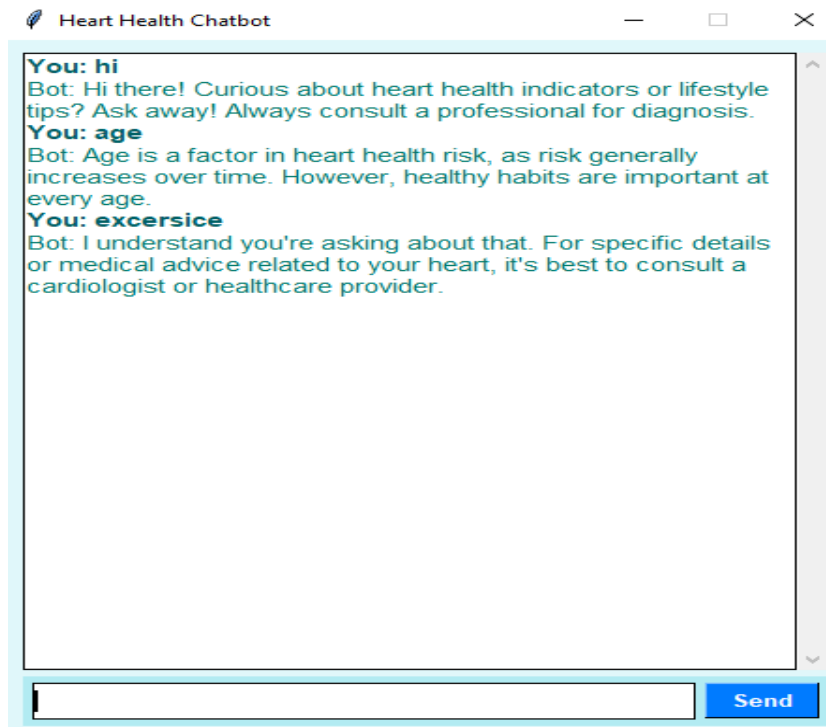 Heart Health Chatbot
You: hi
Bot: Hi there! Curious about heart health indicators or lifestyle
tips? Ask away! Always consult a professional for diagnosis.
You: age
Bot: Age is a factor in heart health risk, as risk generally
increases over time. However, healthy habits are important at
every age.
You: excersice
Bot: I understand you're asking about that. For specific details
or medical advice related to your heart, it's best to consult a
cardiologist or healthcare provider.
Send